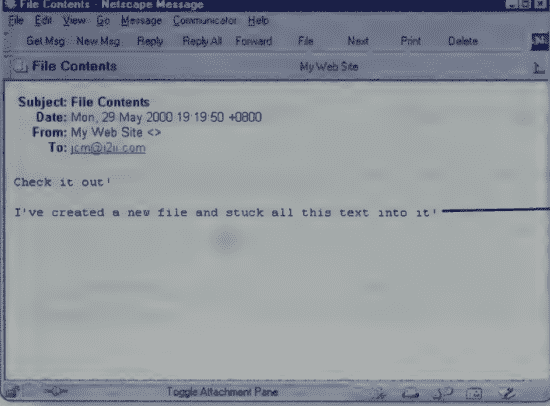 File Contents - Netscape Message
File Edit View Go Message Communicator Help
Get Msg New Msg Reply Reply All Forward File Next Print Delete
File Contents My Web Site
Subject: File Contents
Date: Mon, 29 May 2000 19:19:50 +0800
From: My Web Site <>
To: jcm@i2ii.com
Check it out'
I've created a new file and stuck all this text into it'
Toggle Attachment Pane